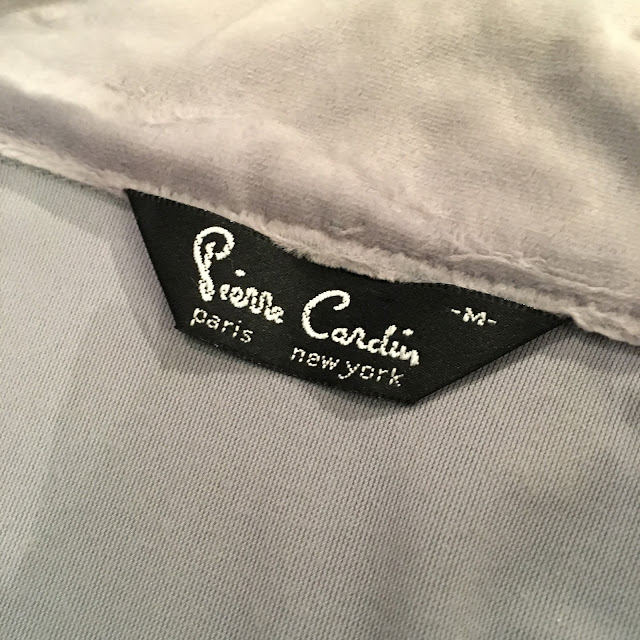 Pierre Cardin
paris new york
-M-